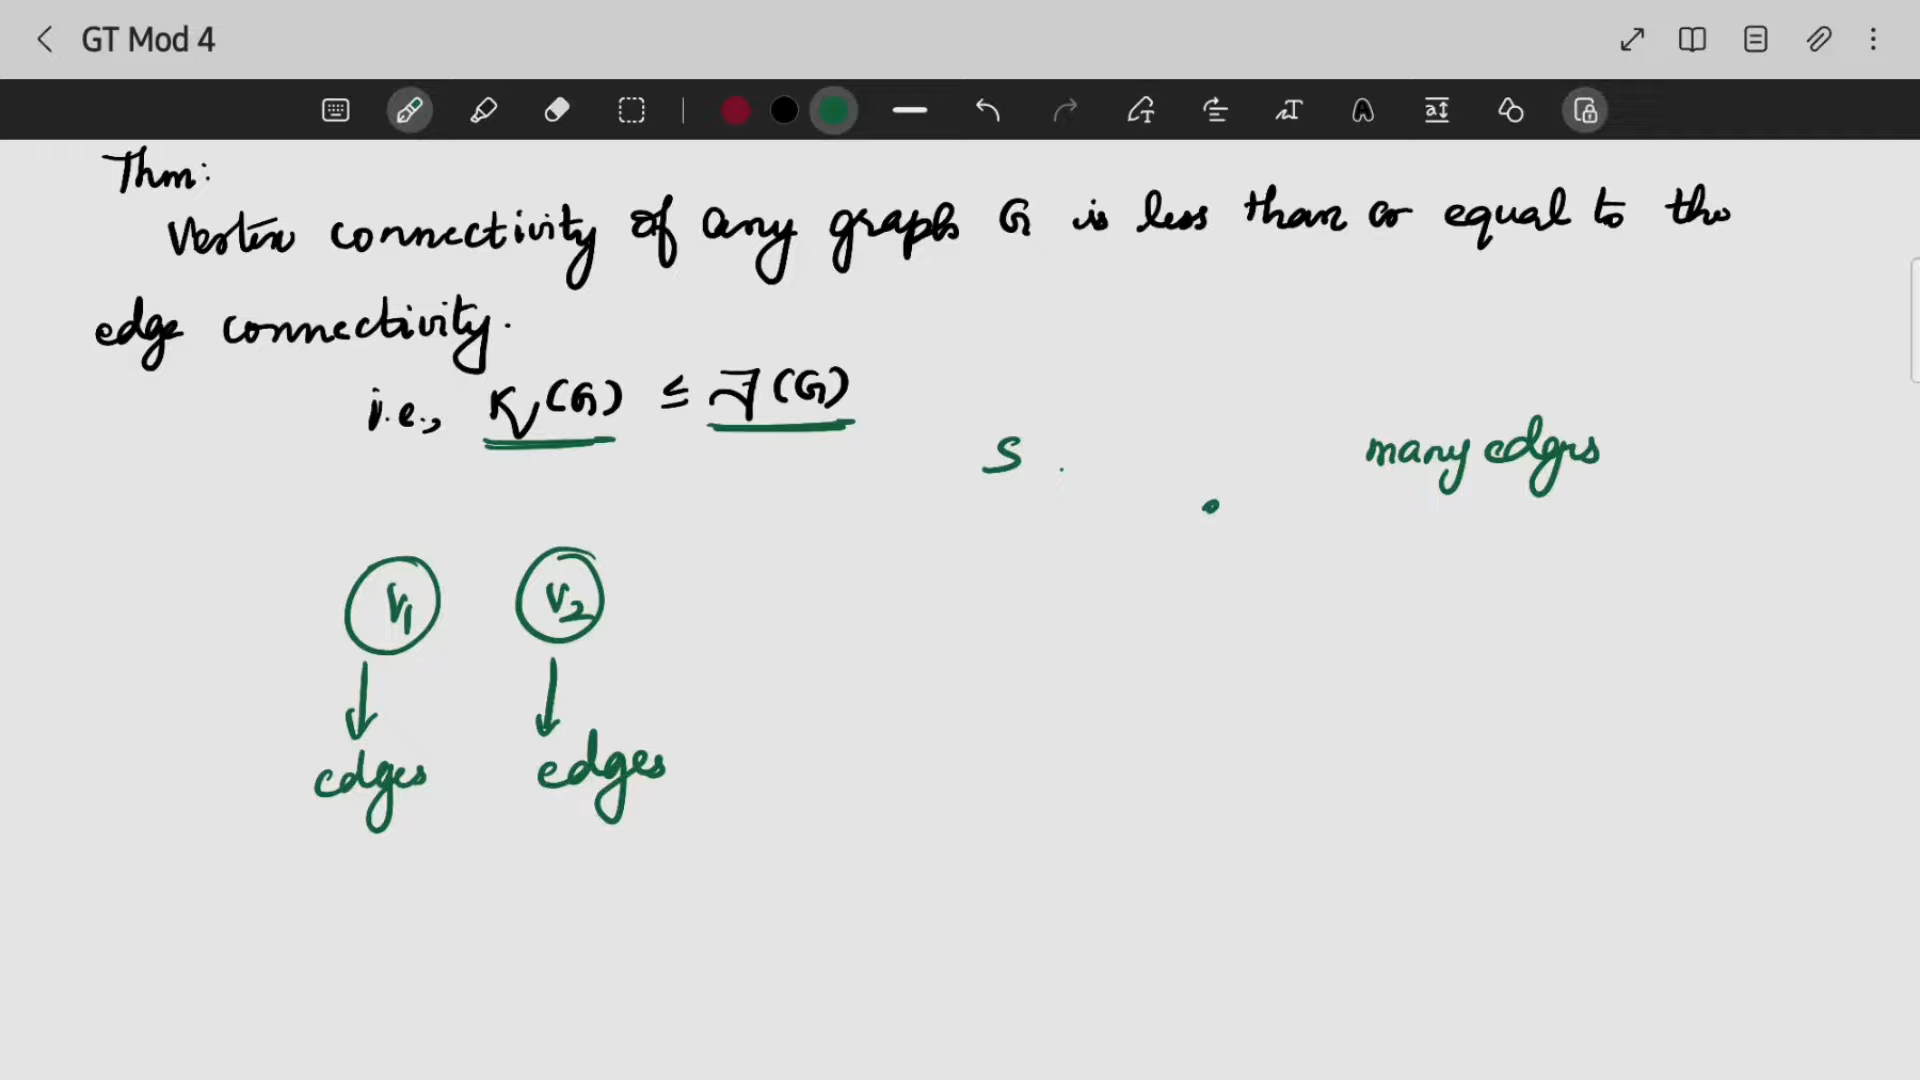 GT Mod 4
Thm:
Vertex connectivity of any graph G is less than or equal to the
edge connectivity.
i.e., K_V(G) ≤ λ(G)
S . many edges
V₁ V₂
edges edges